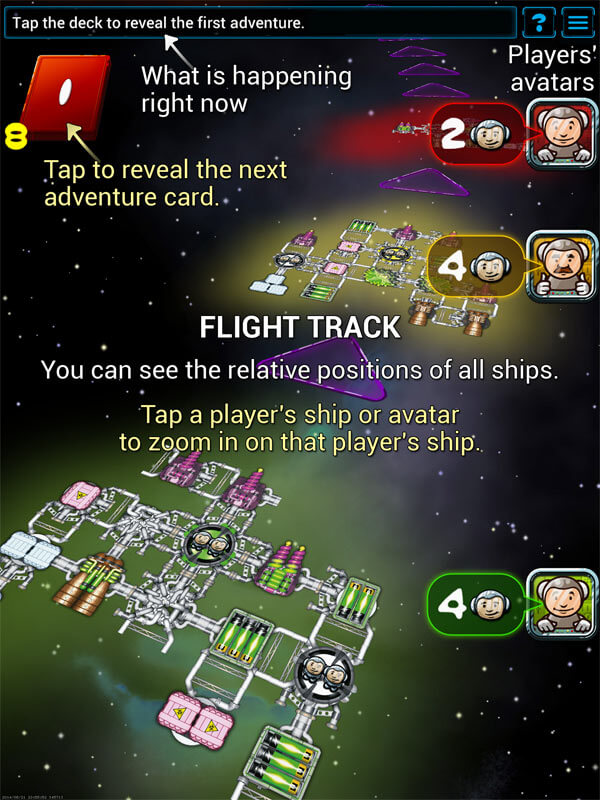 Tap the deck to reveal the first adventure.
?
What is happening
right now
Players'
avatars
8
2
Tap to reveal the next
adventure card.
4
FLIGHT TRACK
You can see the relative positions of all ships.
Tap a player's ship or avatar
to zoom in on that player's ship.
4